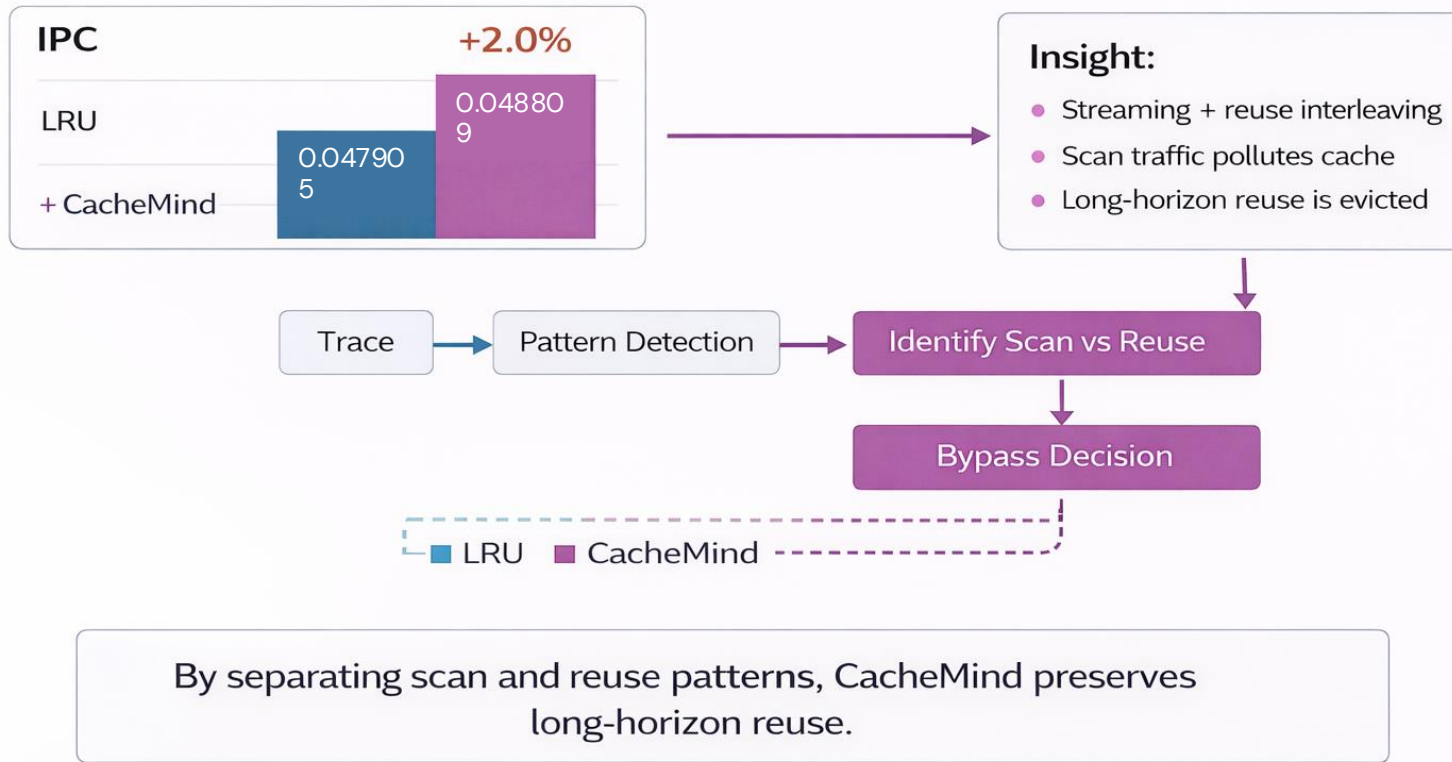 IPC
+2.0%
LRU
+ CacheMind
0.04790
5
0.04880
9
Insight:
Streaming + reuse interleaving
Scan traffic pollutes cache
Long-horizon reuse is evicted
Trace
Pattern Detection
Identify Scan vs Reuse
Bypass Decision
LRU
CacheMind
By separating scan and reuse patterns, CacheMind preserves
long-horizon reuse.